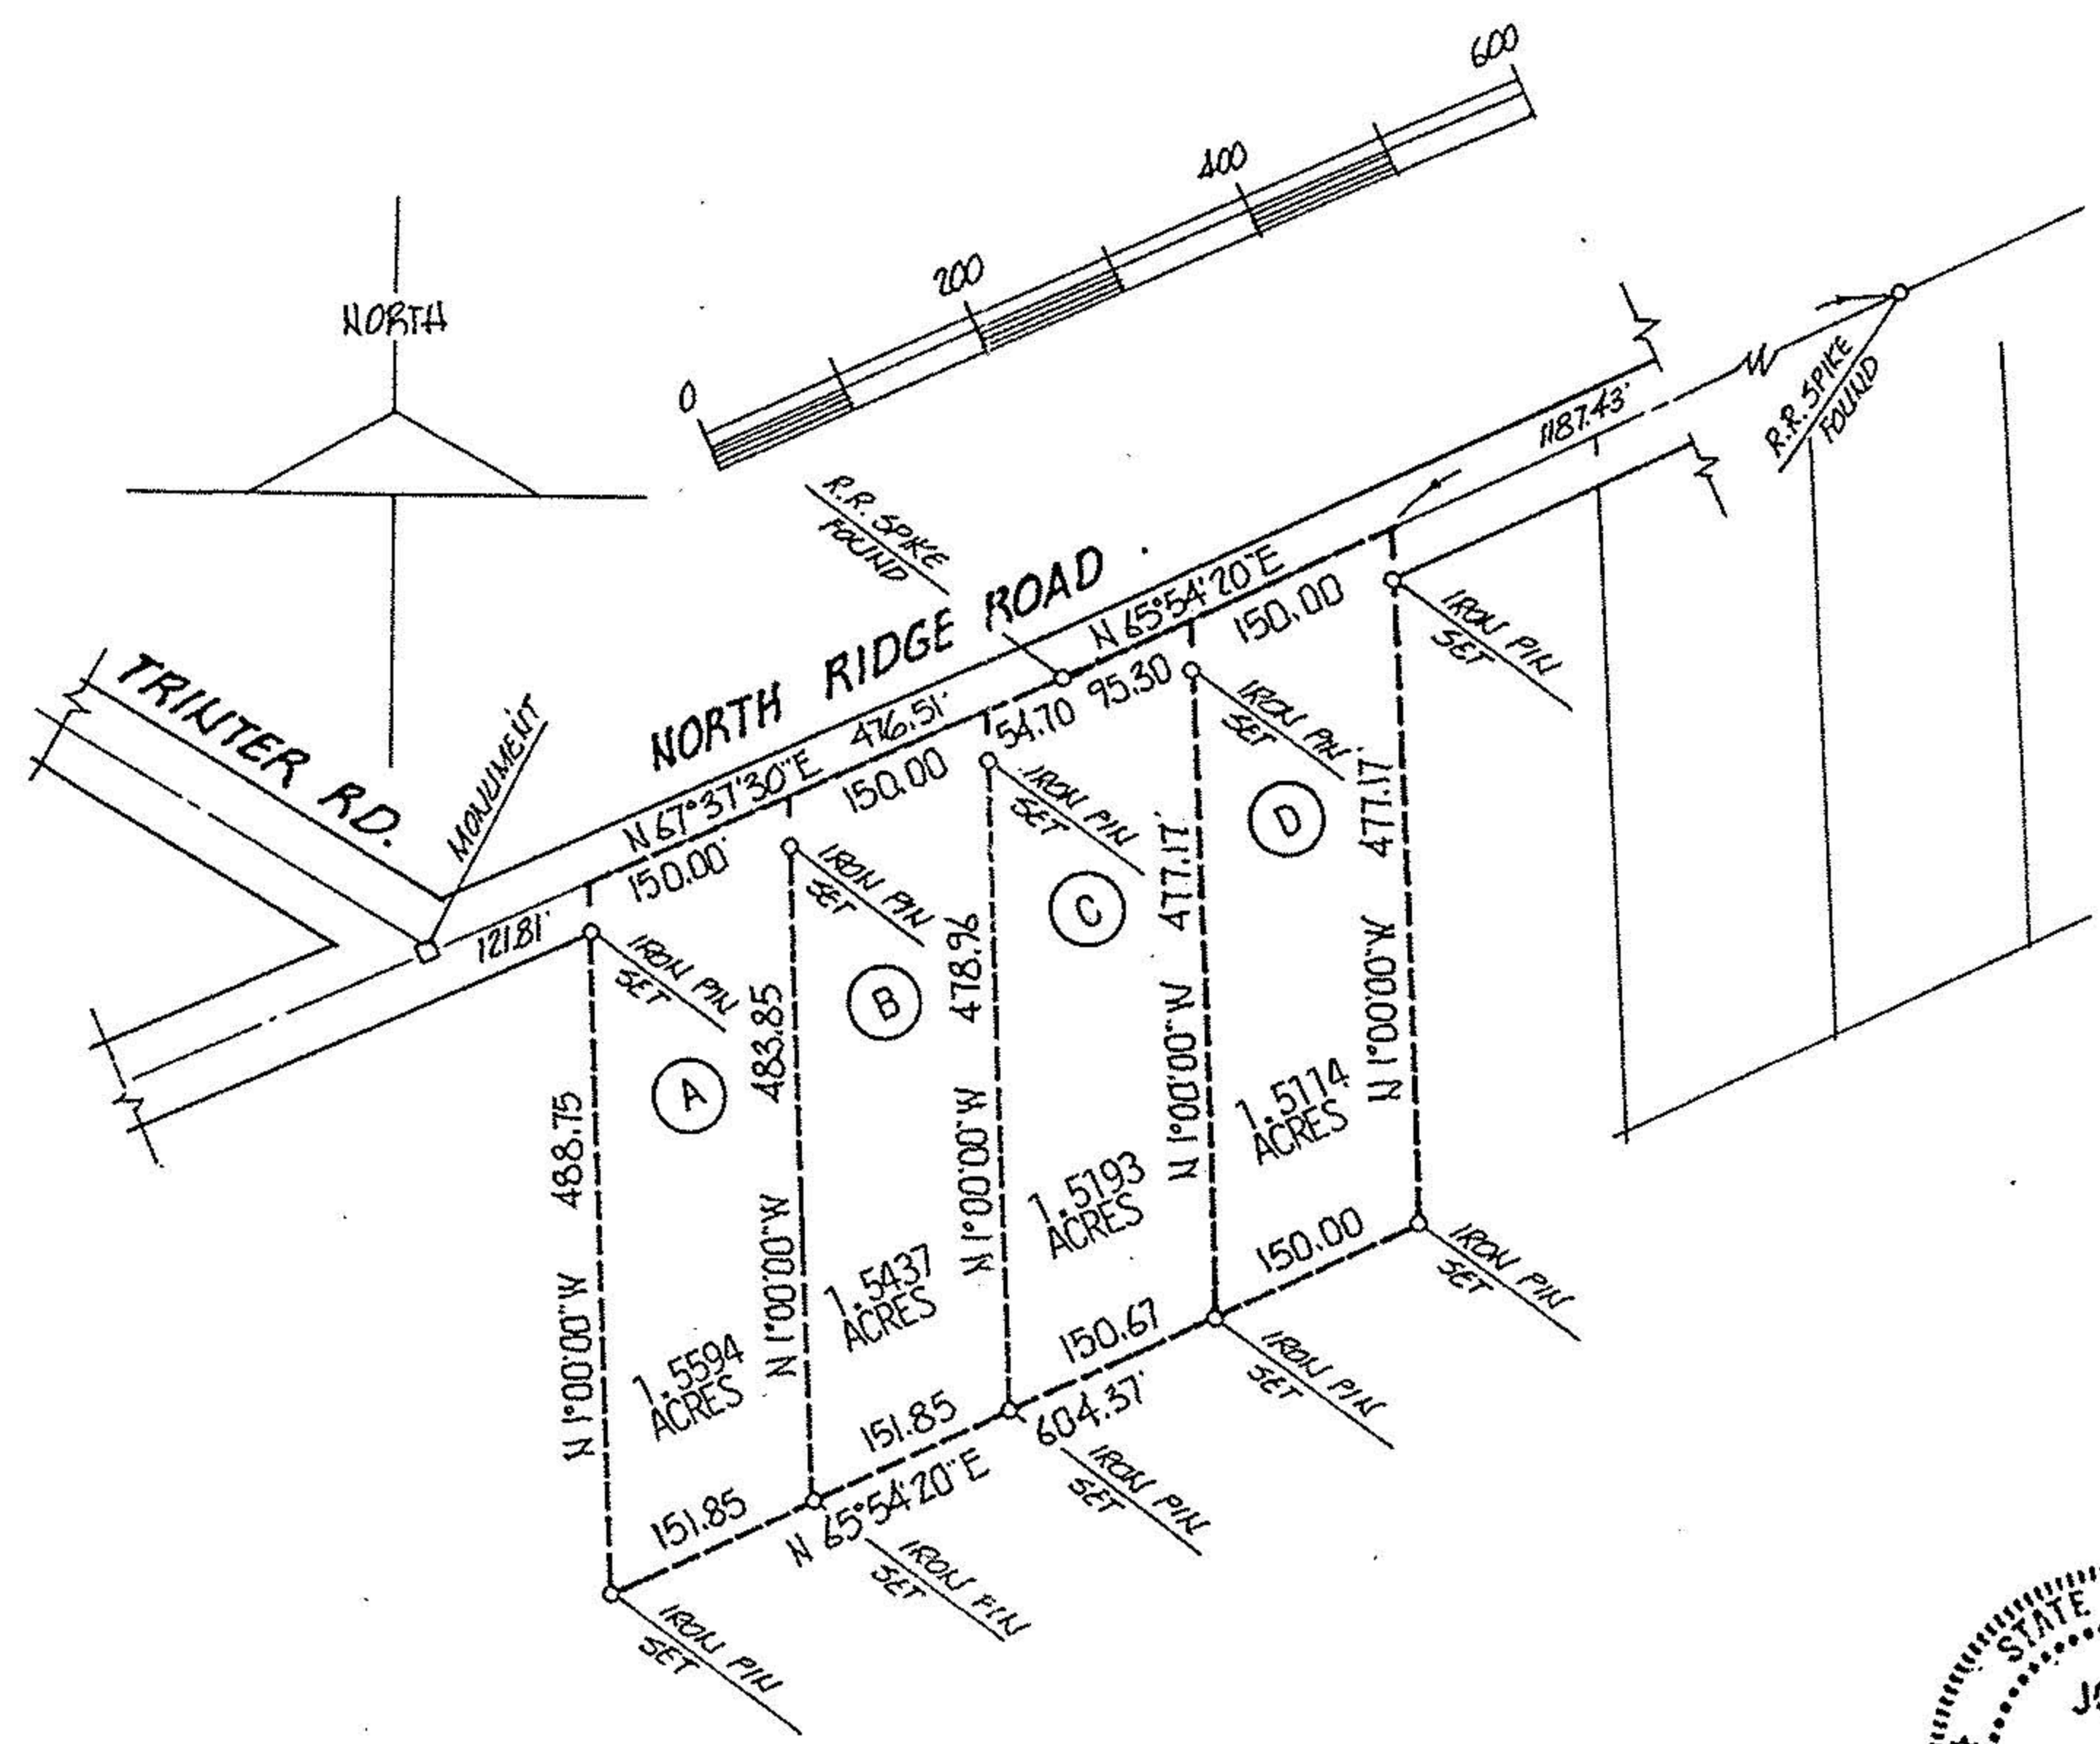 600
400
200
0
NORTH
R.R. SPIKE
FOUND
R.R. SPIKE
FOUND
1187.43'
TRINTER RD.
MONUMENT
NORTH RIDGE ROAD
N 65°54'20"E
150.00
95.30
54.70
476.51'
N 67°37'30"E
150.00
150.00'
121.81'
IRON PIN
SET
IRON PIN
SET
IRON PIN
SET
IRON PIN
SET
IRON PIN
SET
A
B
C
D
488.75
N 1°00'00"W
483.85
N 1°00'00"W
478.96
N 1°00'00"W
477.17'
N 1°00'00"W
477.17
N 1°00'00"W
1.5594
ACRES
1.5437
ACRES
1.5193
ACRES
1.5114
ACRES
151.85
151.85
150.67
150.00
N 65°54'20"E
604.37'
IRON PIN
SET
IRON PIN
SET
IRON PIN
SET
IRON PIN
SET
IRON PIN
SET
STATE